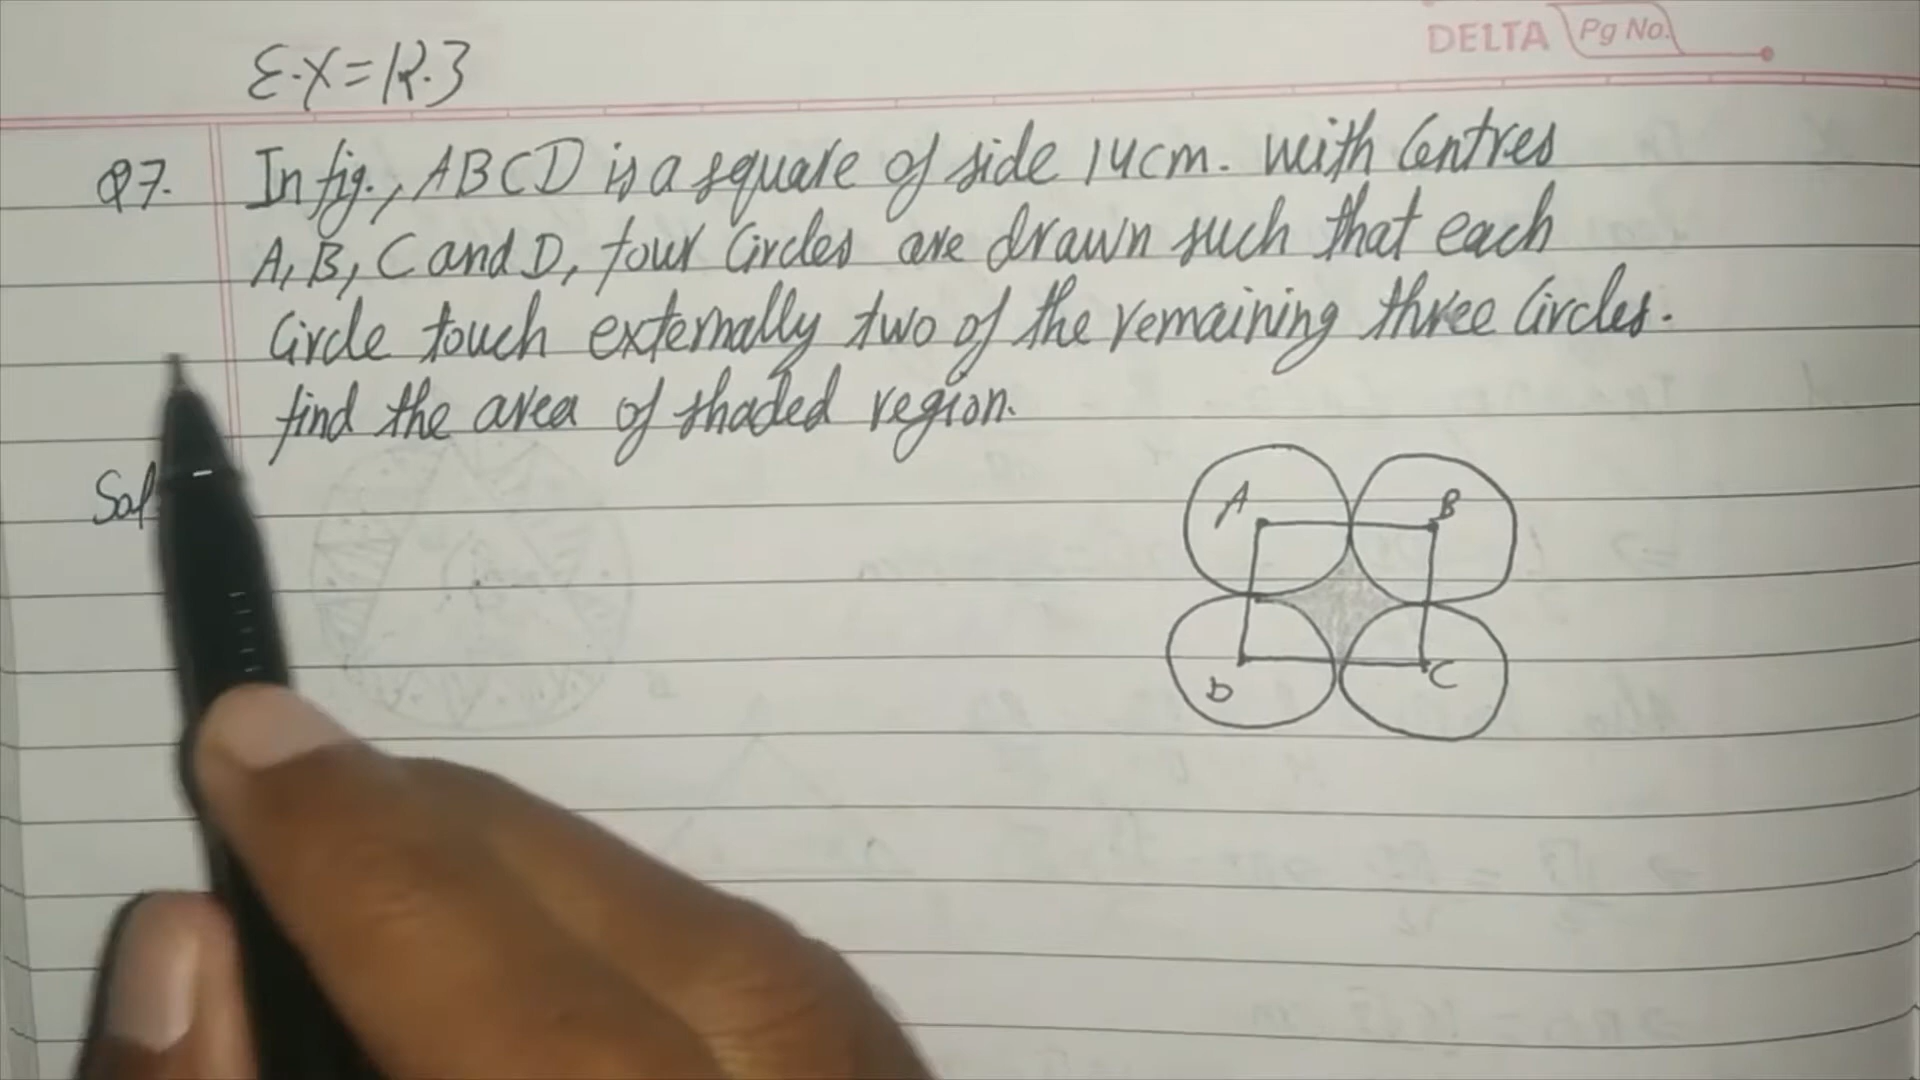 DELTA Pg No.
E.X=12.3
Q7. In fig., ABCD is a square of side 14cm. with Centres
A, B, C and D, four Circles are drawn such that each
Circle touch externally two of the remaining three Circles.
find the area of shaded region.
Sol
A B
D C